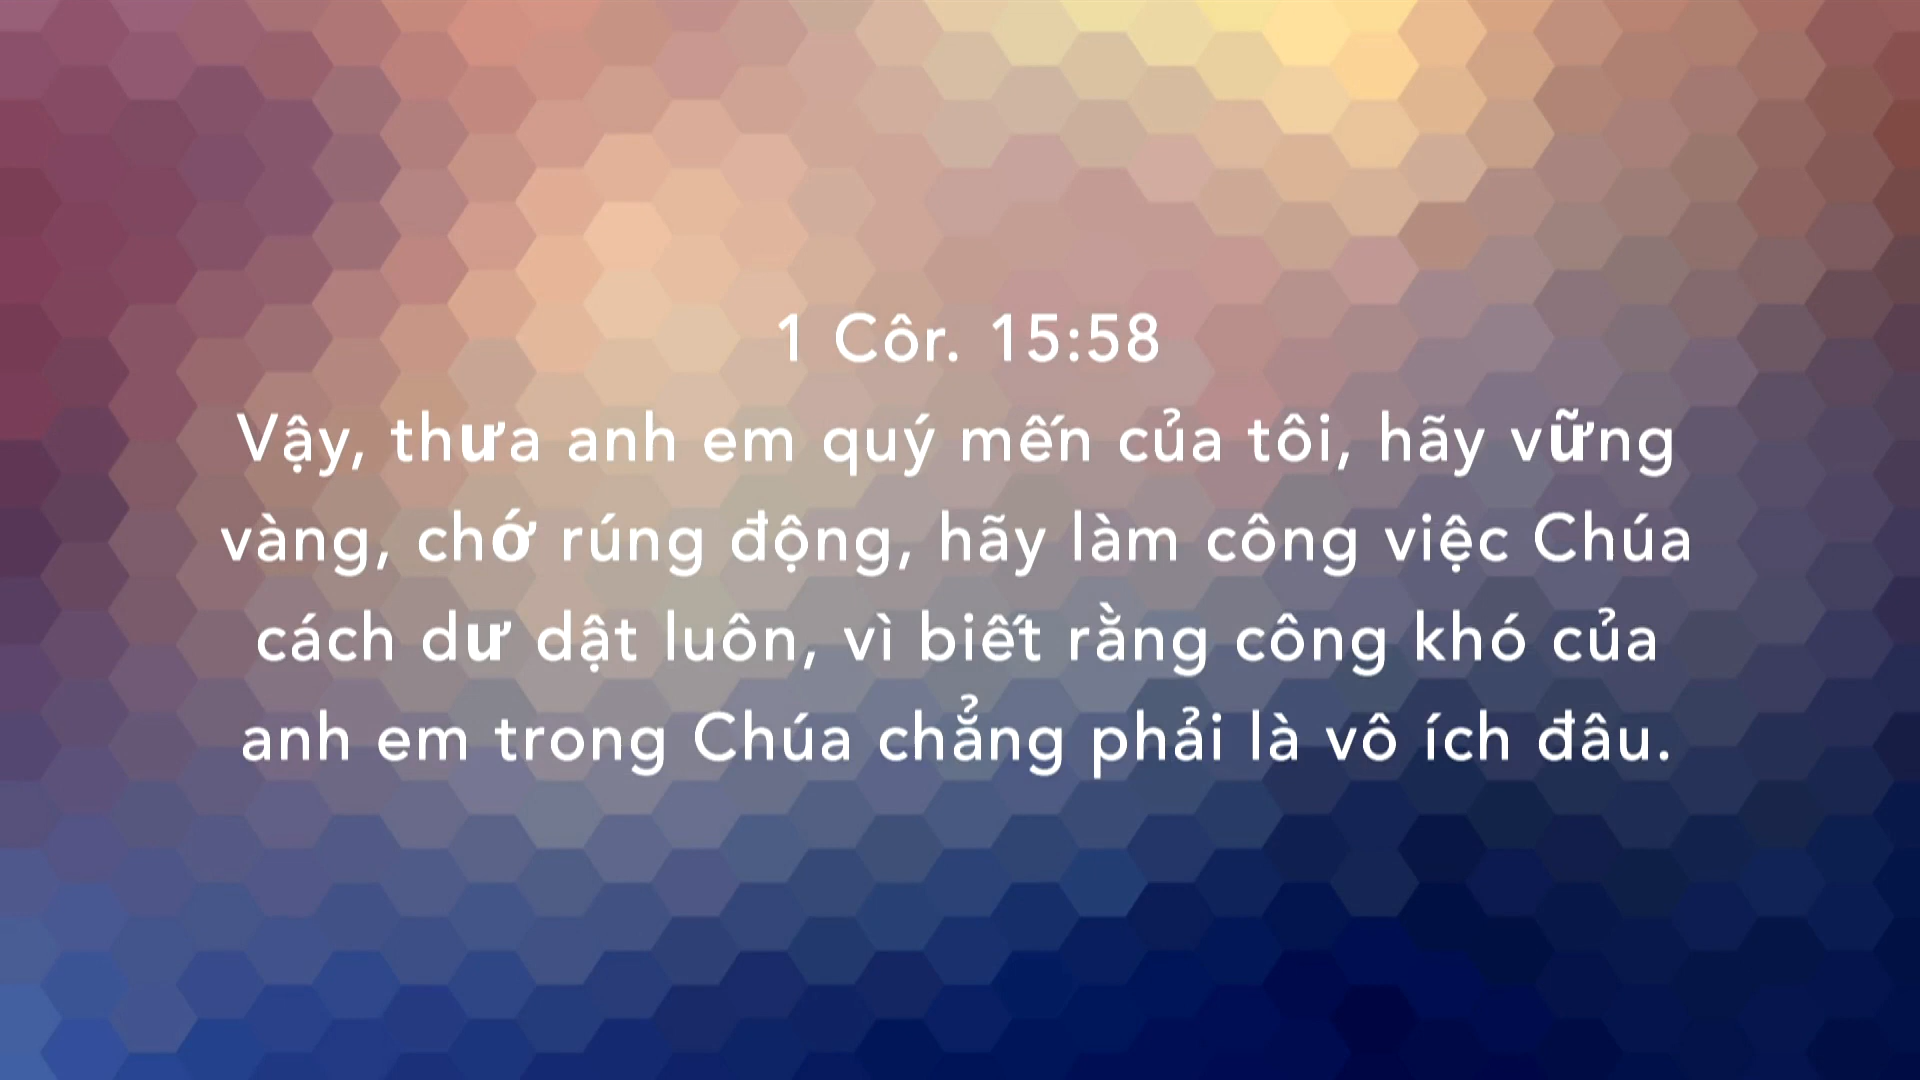 1 Côr. 15:58
Vậy, thưa anh em quý mến của tôi, hãy vững
vàng, chớ rúng động, hãy làm công việc Chúa
cách dư dật luôn, vì biết rằng công khó của
anh em trong Chúa chẳng phải là vô ích đâu.